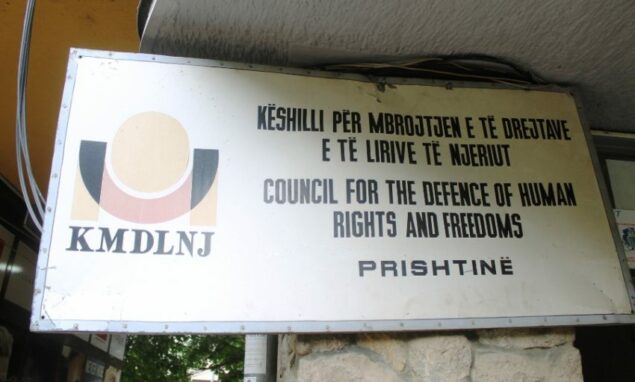 KËSHILLI PËR MBROJTJEN E TË DREJTAVE
E TË LIRIVE TË NJERIUT
COUNCIL FOR THE DEFENCE OF HUMAN
RIGHTS AND FREEDOMS
PRISHTINË
KMDLNJ